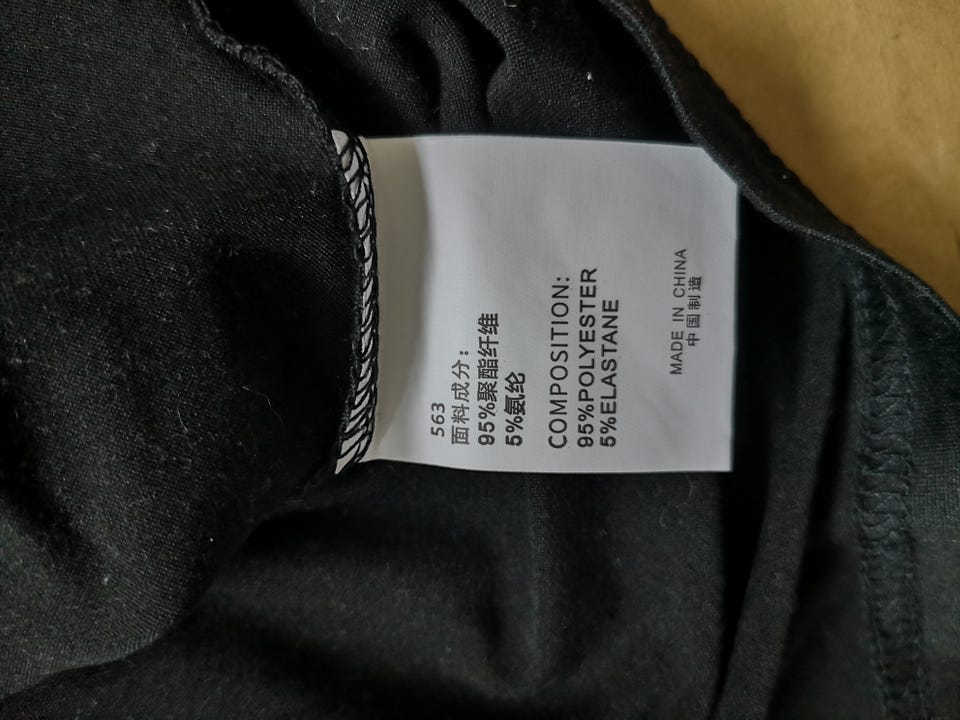 563
面料成分：
95%聚酯纤维
5%氨纶
COMPOSITION:
95%POLYESTER
5%ELASTANE
MADE IN CHINA
中国制造